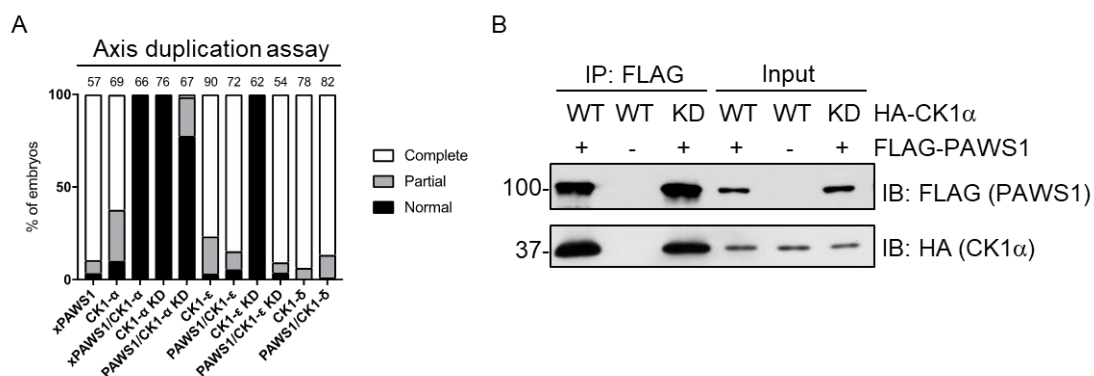 A
Axis duplication assay
57 69 66 76 67 90 72 62 54 78 82
100
50
0
% of embryos
Complete
Partial
Normal
xPAWS1
CK1-α
xPAWS1/CK1-α
CK1-α KD
PAWS1/CK1-α KD
CK1-ε
PAWS1/CK1-ε
CK1-ε KD
PAWS1/CK1-ε KD
CK1-δ
PAWS1/CK1-δ
B
IP: FLAG Input
WT WT KD WT WT KD HA-CK1α
+ - + + - + FLAG-PAWS1
100- IB: FLAG (PAWS1)
37- IB: HA (CK1α)